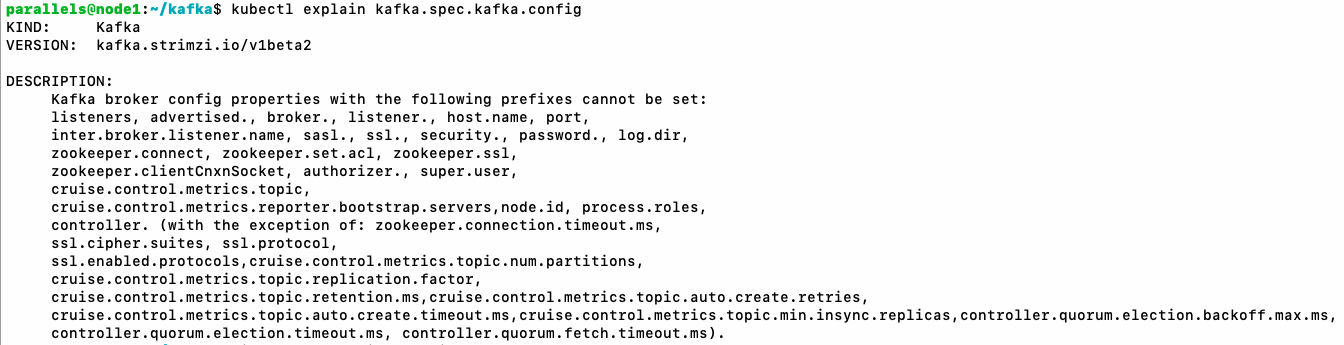 parallels@node1:~/kafka$ kubectl explain kafka.spec.kafka.config
KIND:     Kafka
VERSION:  kafka.strimzi.io/v1beta2

DESCRIPTION:
     Kafka broker config properties with the following prefixes cannot be set:
     listeners, advertised., broker., listener., host.name, port,
     inter.broker.listener.name, sasl., ssl., security., password., log.dir,
     zookeeper.connect, zookeeper.set.acl, zookeeper.ssl,
     zookeeper.clientCnxnSocket, authorizer., super.user,
     cruise.control.metrics.topic,
     cruise.control.metrics.reporter.bootstrap.servers,node.id, process.roles,
     controller. (with the exception of: zookeeper.connection.timeout.ms,
     ssl.cipher.suites, ssl.protocol,
     ssl.enabled.protocols,cruise.control.metrics.topic.num.partitions,
     cruise.control.metrics.topic.replication.factor,
     cruise.control.metrics.topic.retention.ms,cruise.control.metrics.topic.auto.create.retries,
     cruise.control.metrics.topic.auto.create.timeout.ms,cruise.control.metrics.topic.min.insync.replicas,controller.quorum.election.backoff.max.ms,
     controller.quorum.election.timeout.ms, controller.quorum.fetch.timeout.ms).